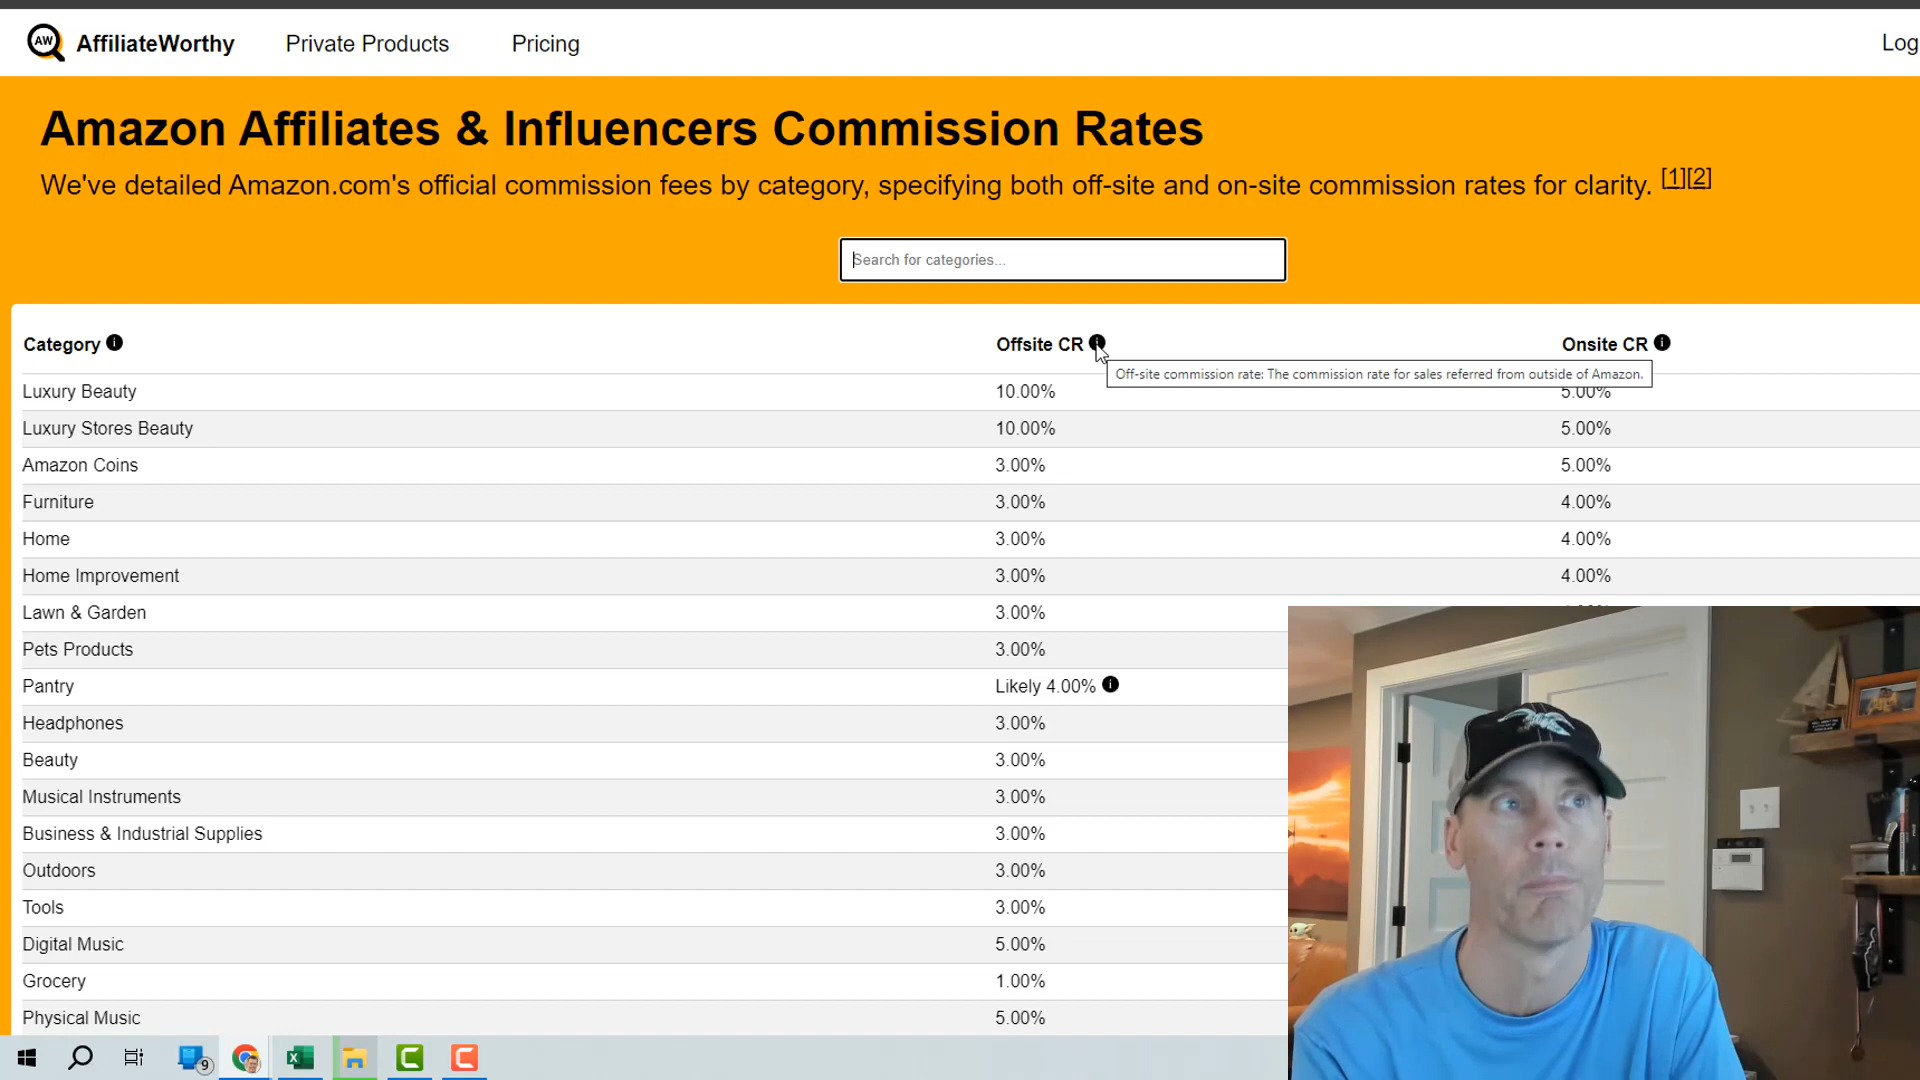 AW AffiliateWorthy Private Products Pricing Log
Amazon Affiliates & Influencers Commission Rates
We've detailed Amazon.com's official commission fees by category, specifying both off-site and on-site commission rates for clarity. [1][2]
Search for categories...
Category Offsite CR Onsite CR
Off-site commission rate: The commission rate for sales referred from outside of Amazon.
Luxury Beauty 10.00% 5.00%
Luxury Stores Beauty 10.00% 5.00%
Amazon Coins 3.00% 5.00%
Furniture 3.00% 4.00%
Home 3.00% 4.00%
Home Improvement 3.00% 4.00%
Lawn & Garden 3.00%
Pets Products 3.00%
Pantry Likely 4.00%
Headphones 3.00%
Beauty 3.00%
Musical Instruments 3.00%
Business & Industrial Supplies 3.00%
Outdoors 3.00%
Tools 3.00%
Digital Music 5.00%
Grocery 1.00%
Physical Music 5.00%
9